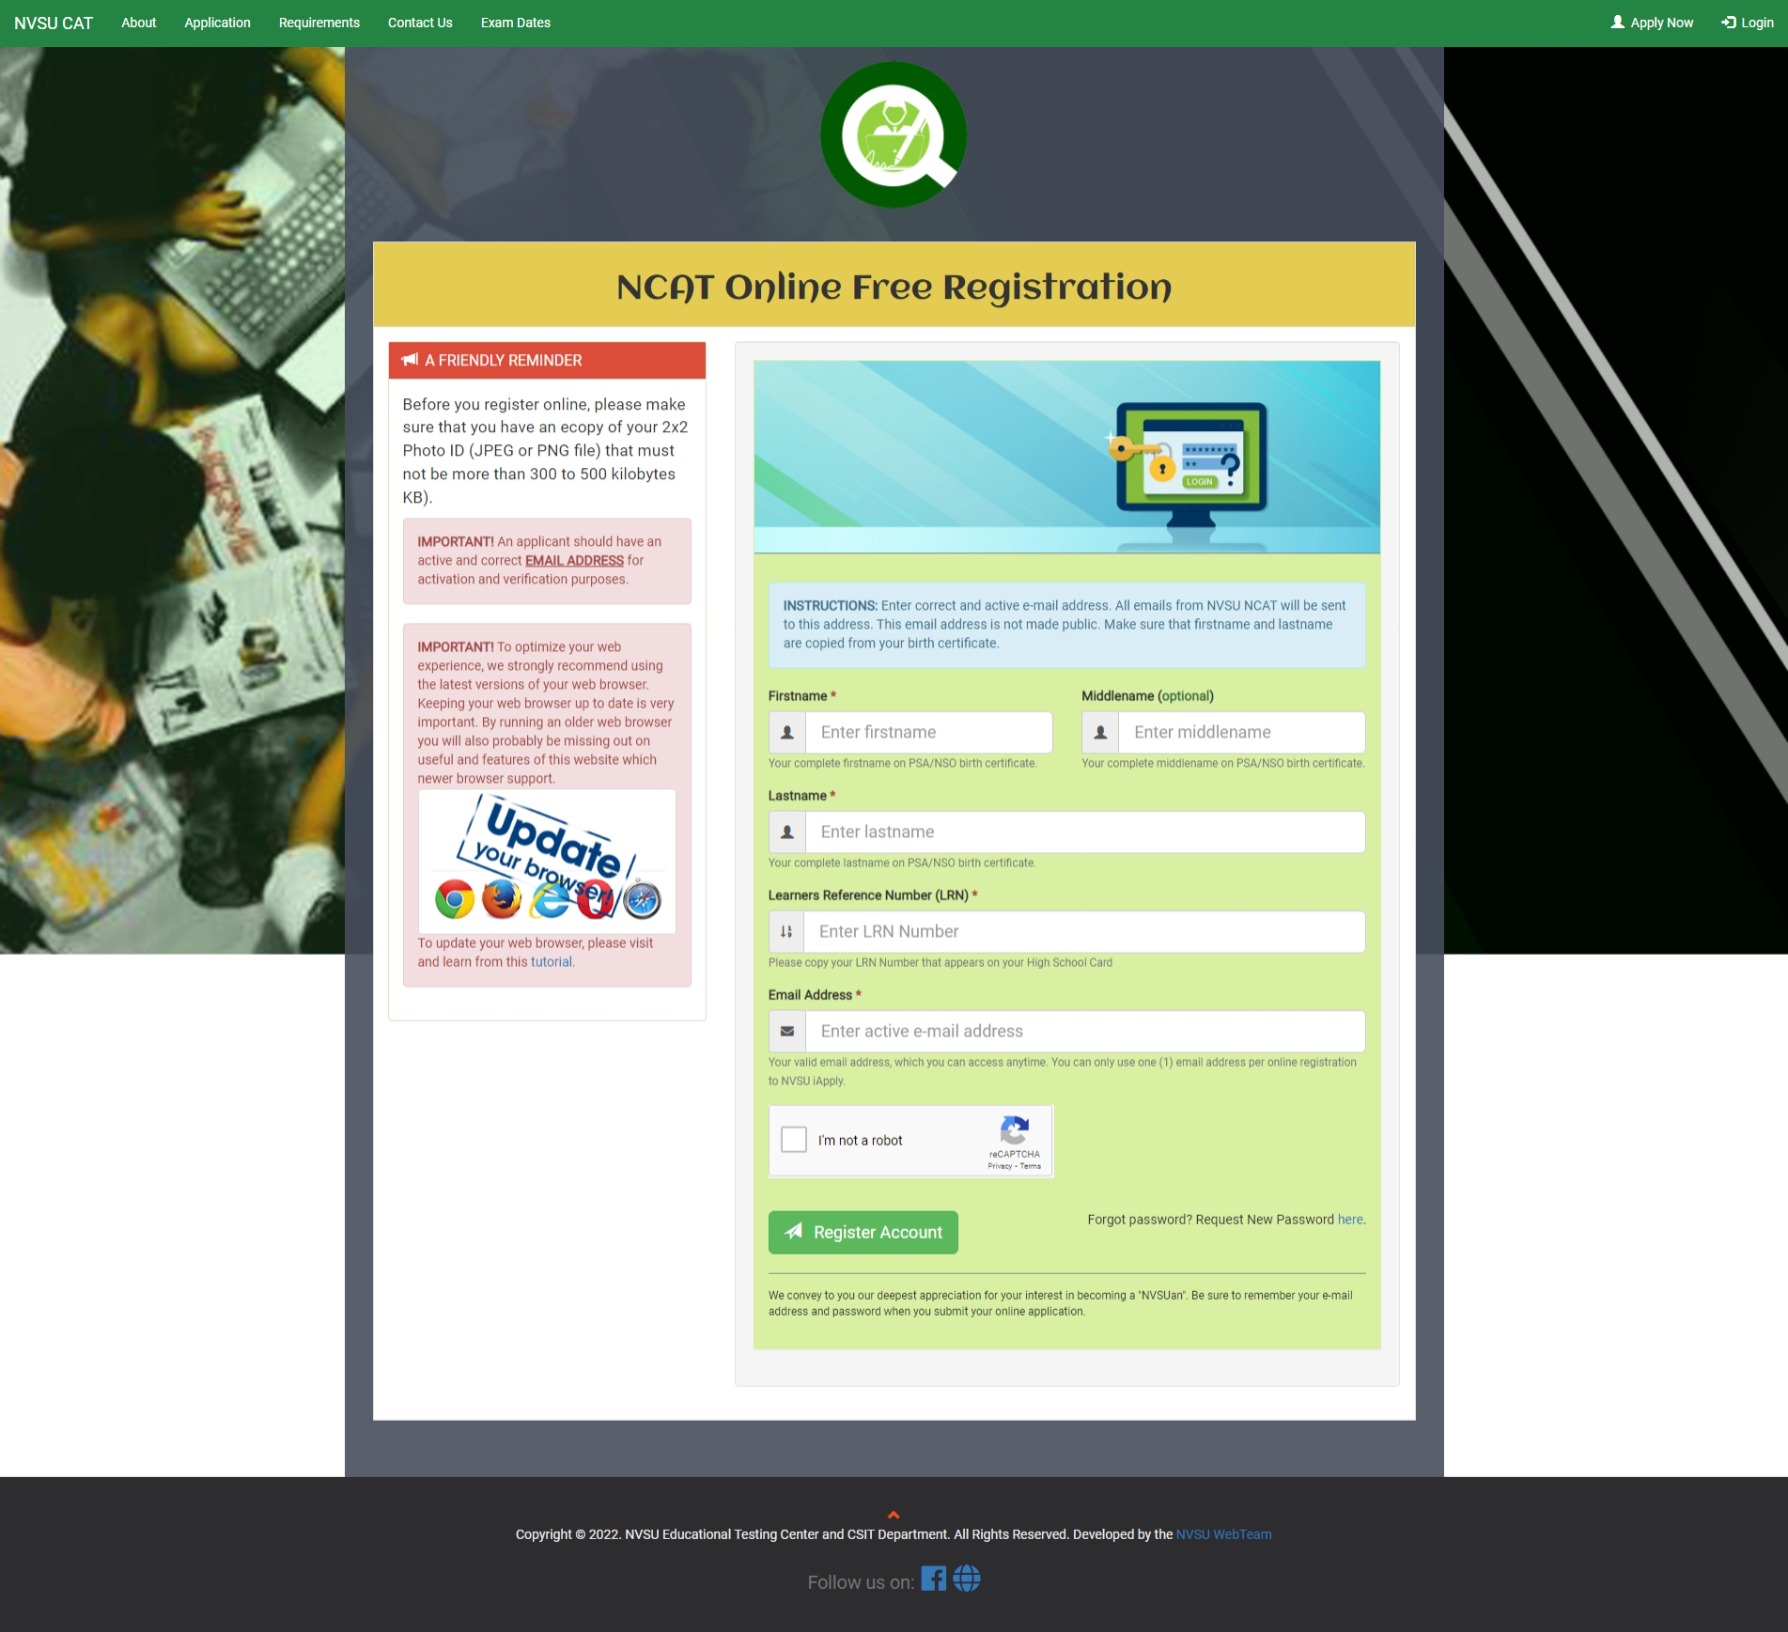 NVSU CAT
About
Application
Requirements
Contact Us
Exam Dates
Apply Now
Login
NCAT Online Free Registration
A FRIENDLY REMINDER
Before you register online, please make
sure that you have an ecopy of your 2x2
Photo ID (JPEG or PNG file) that must
not be more than 300 to 500 kilobytes
KB).
IMPORTANT! An applicant should have an
active and correct EMAIL ADDRESS for
activation and verification purposes.
IMPORTANT! To optimize your web
experience, we strongly recommend using
the latest versions of your web browser.
Keeping your web browser up to date is very
important. By running an older web browser
you will also probably be missing out on
useful and features of this website which
newer browser support.
Update
your browser!
To update your web browser, please visit
and learn from this tutorial.
LOGIN
INSTRUCTIONS: Enter correct and active e-mail address. All emails from NVSU NCAT will be sent
to this address. This email address is not made public. Make sure that firstname and lastname
are copied from your birth certificate.
Firstname *
Enter firstname
Your complete firstname on PSA/NSO birth certificate.
Middlename (optional)
Enter middlename
Your complete middlename on PSA/NSO birth certificate.
Lastname *
Enter lastname
Your complete lastname on PSA/NSO birth certificate.
Learners Reference Number (LRN) *
Enter LRN Number
Please copy your LRN Number that appears on your High School Card
Email Address *
Enter active e-mail address
Your valid email address, which you can access anytime. You can only use one (1) email address per online registration
to NVSU iApply.
I'm not a robot
reCAPTCHA
Privacy - Terms
Register Account
Forgot password? Request New Password here.
We convey to you our deepest appreciation for your interest in becoming a "NVSUan". Be sure to remember your e-mail
address and password when you submit your online application.
Copyright © 2022. NVSU Educational Testing Center and CSIT Department. All Rights Reserved. Developed by the NVSU WebTeam
Follow us on: